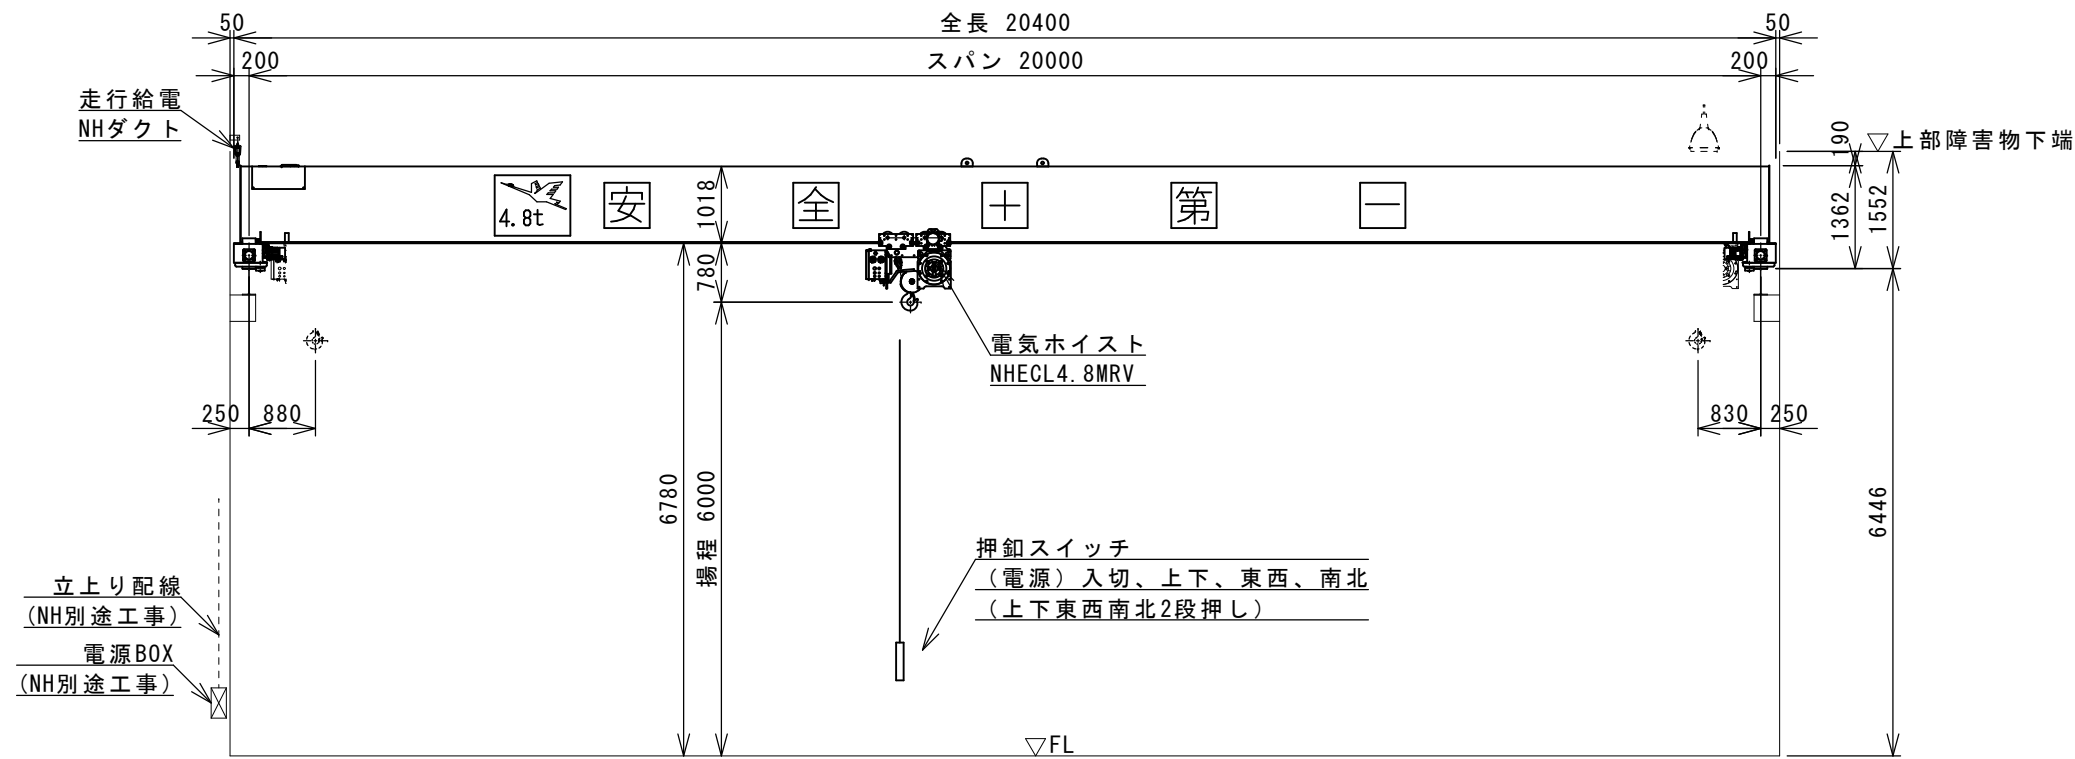 50
全長 20400
50
200
スパン 20000
200
走行給電
NHダクト
190
上部障害物下端
4.8t
安
全
十
第
一
1018
1362
1552
780
電気ホイスト
NHECL4.8MRV
250
880
830
250
6780
揚程 6000
6446
押釦スイッチ
(電源)入切、上下、東西、南北
(上下東西南北2段押し)
立上り配線
(NH別途工事)
電源BOX
(NH別途工事)
FL